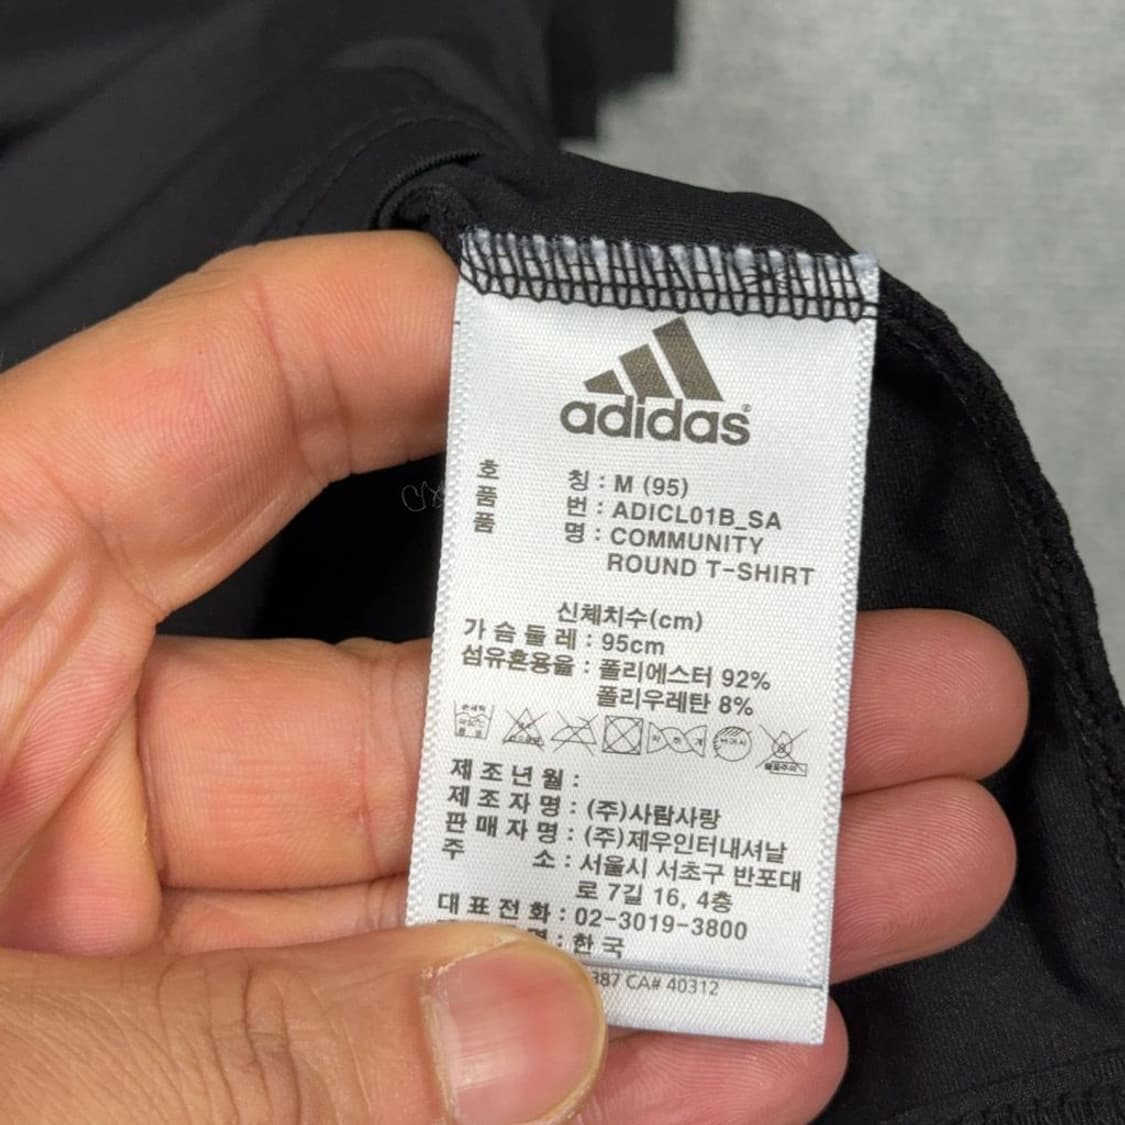 adidas®
호 칭 : M (95)
품 번 : ADICL01B_SA
품 명 : COMMUNITY
ROUND T-SHIRT
신체치수(cm)
가슴둘레 : 95cm
섬유혼용율 : 폴리에스터 92%
폴리우레탄 8%
제조년월 :
제조자명 : (주)사람사랑
판매자명 : (주)제우인터내셔날
주 소 : 서울시 서초구 반포대
로 7길 16, 4층
대표전화 : 02-3019-3800
: 한국
387 CA# 40312